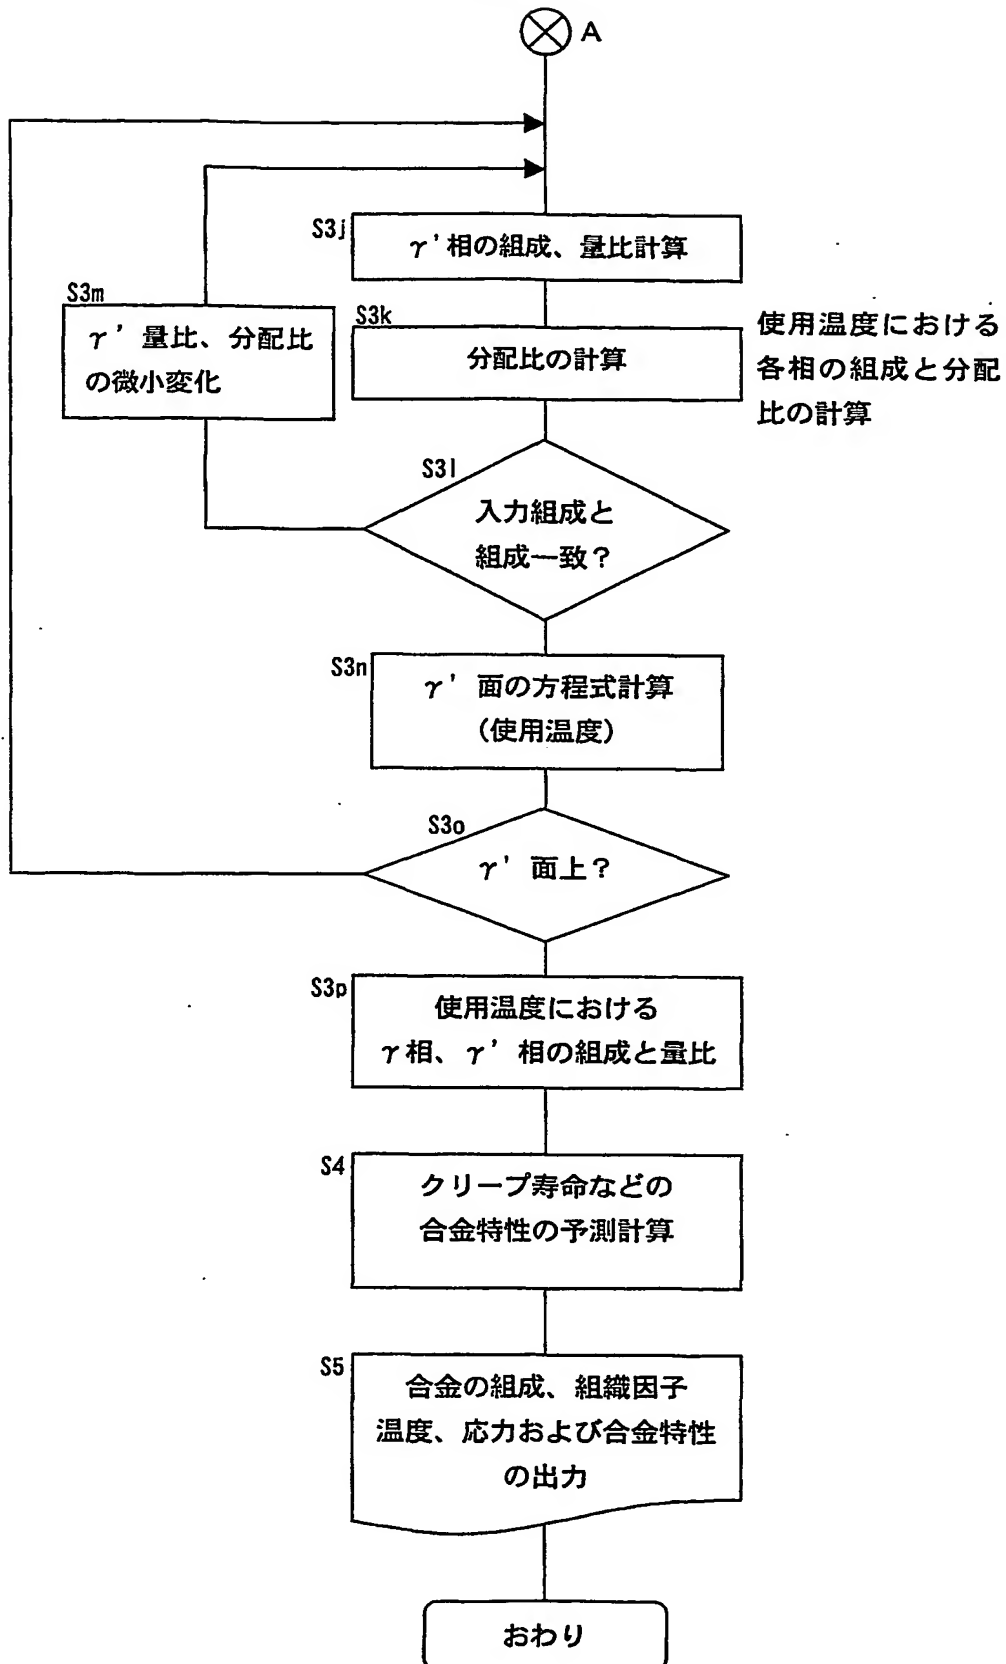 A
S3j
γ'相の組成、量比計算
S3m
γ' 量比、分配比
の微小変化
S3k
分配比の計算
使用温度における
各相の組成と分配
比の計算
S3l
入力組成と
組成一致？
S3n
γ' 面の方程式計算
（使用温度）
S3o
γ' 面上？
S3p
使用温度における
γ相、γ' 相の組成と量比
S4
クリープ寿命などの
合金特性の予測計算
S5
合金の組成、組織因子
温度、応力および合金特性
の出力
おわり